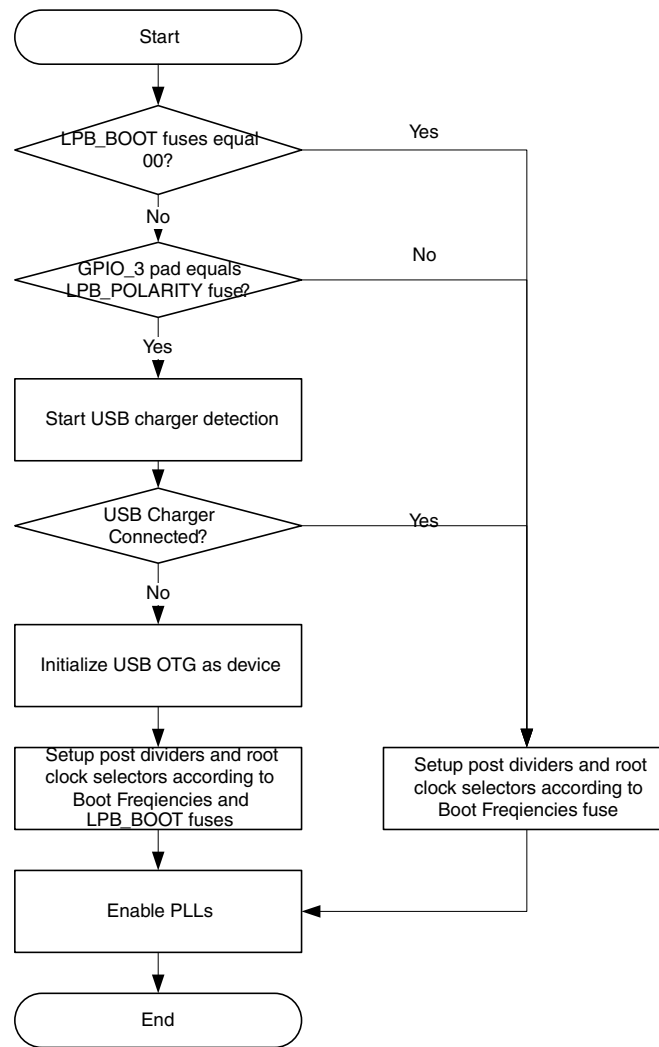 Start
LPB_BOOT fuses equal
00?
Yes
No
GPIO_3 pad equals
LPB_POLARITY fuse?
No
Yes
Start USB charger detection
USB Charger
Connected?
Yes
No
Initialize USB OTG as device
Setup post dividers and root
clock selectors according to
Boot Freqiencies and
LPB_BOOT fuses
Setup post dividers and root
clock selectors according to
Boot Freqiencies fuse
Enable PLLs
End